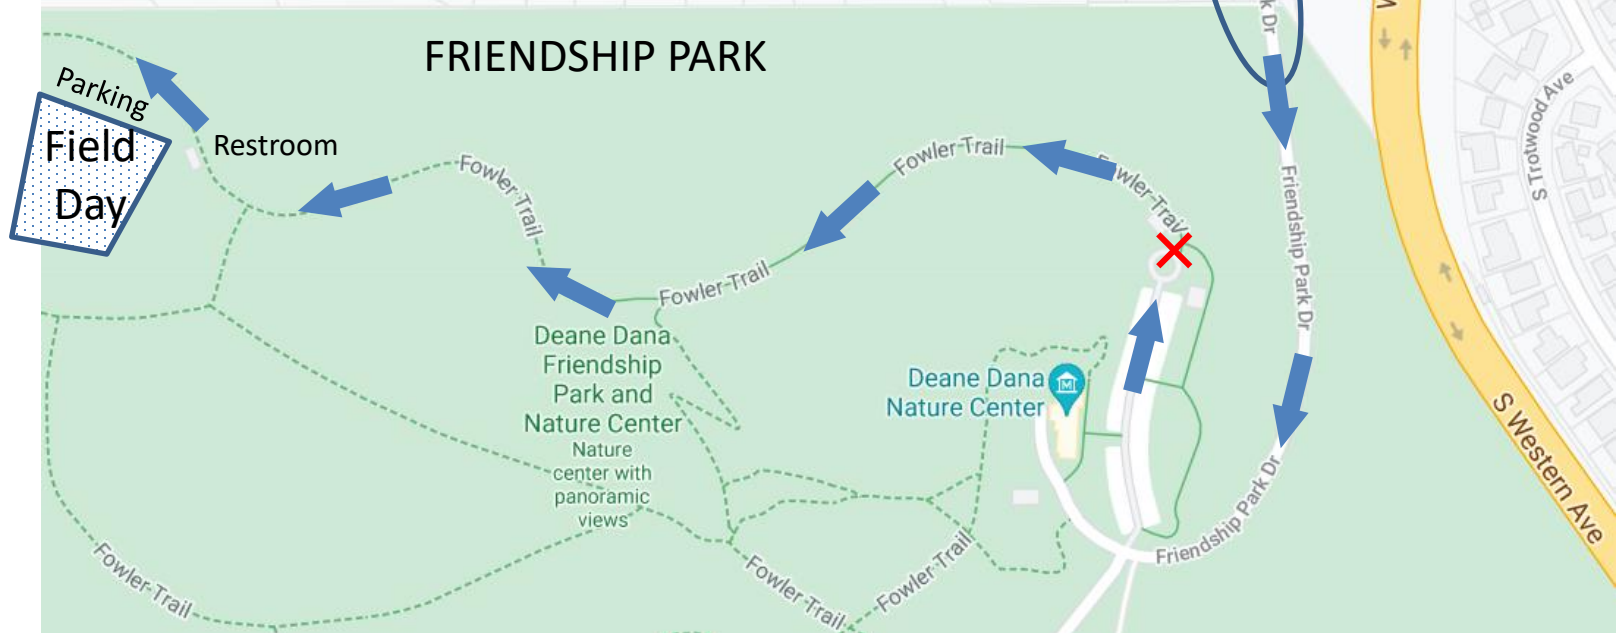 k Dr
FRIENDSHIP PARK
Parking
Field
Day
Restroom
Fowler Trail
Fowler Trail
Fowler Trail
Fowler Trail
Friendship Park Dr
S Trotwood Ave
Deane Dana
Friendship
Park and
Nature Center
Nature
center with
panoramic
views
Deane Dana
Nature Center
M
S Western Ave
Friendship Park Dr
Fowler Trail
Fowler Trail
Fowler Trail